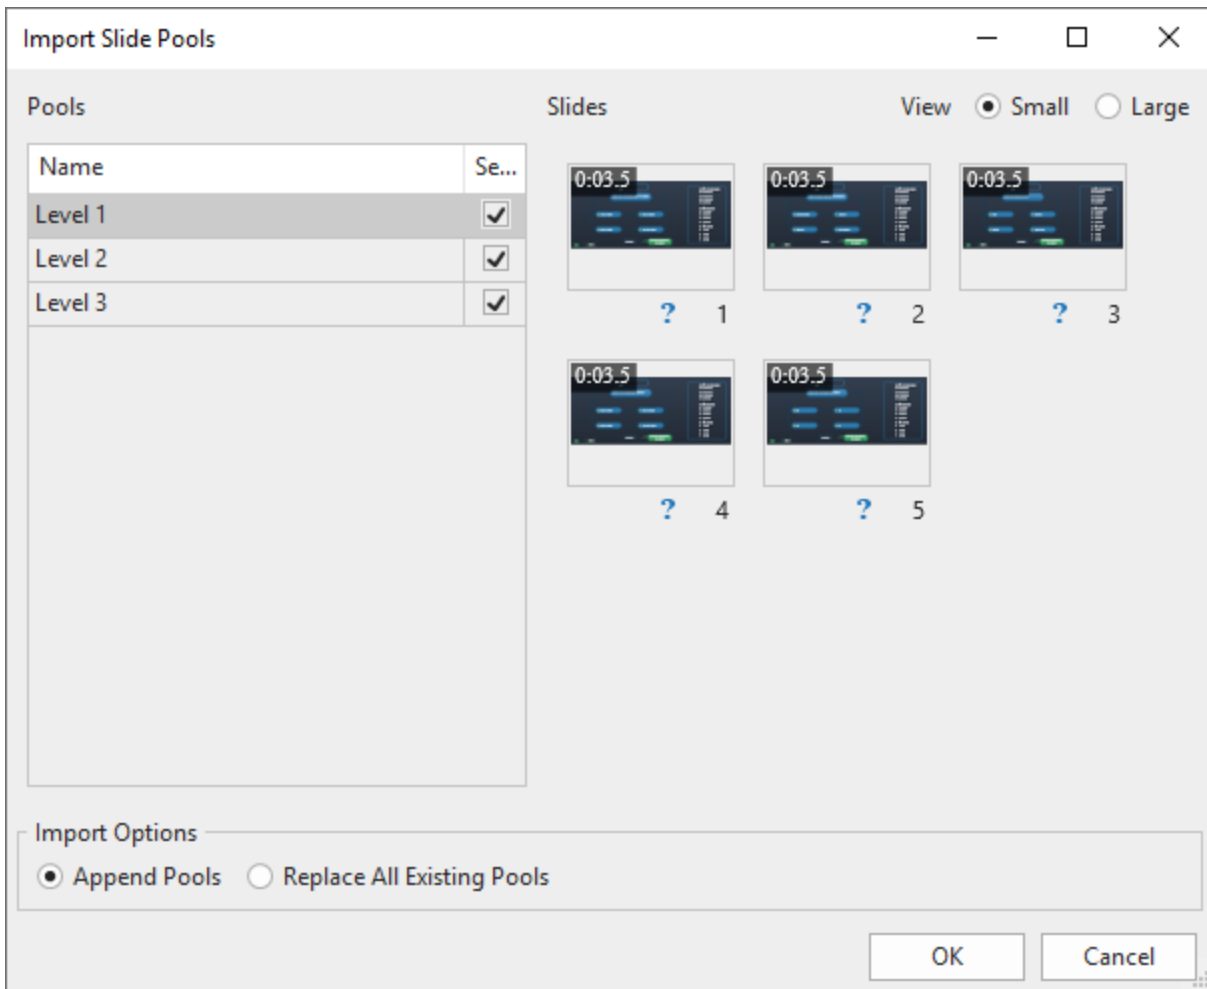 Import Slide Pools
Pools
Slides
View Small Large
Name Se...
Level 1
Level 2
Level 3
0:03.5 0:03.5 0:03.5
? 1 ? 2 ? 3
0:03.5 0:03.5
? 4 ? 5
Import Options
Append Pools Replace All Existing Pools
OK Cancel